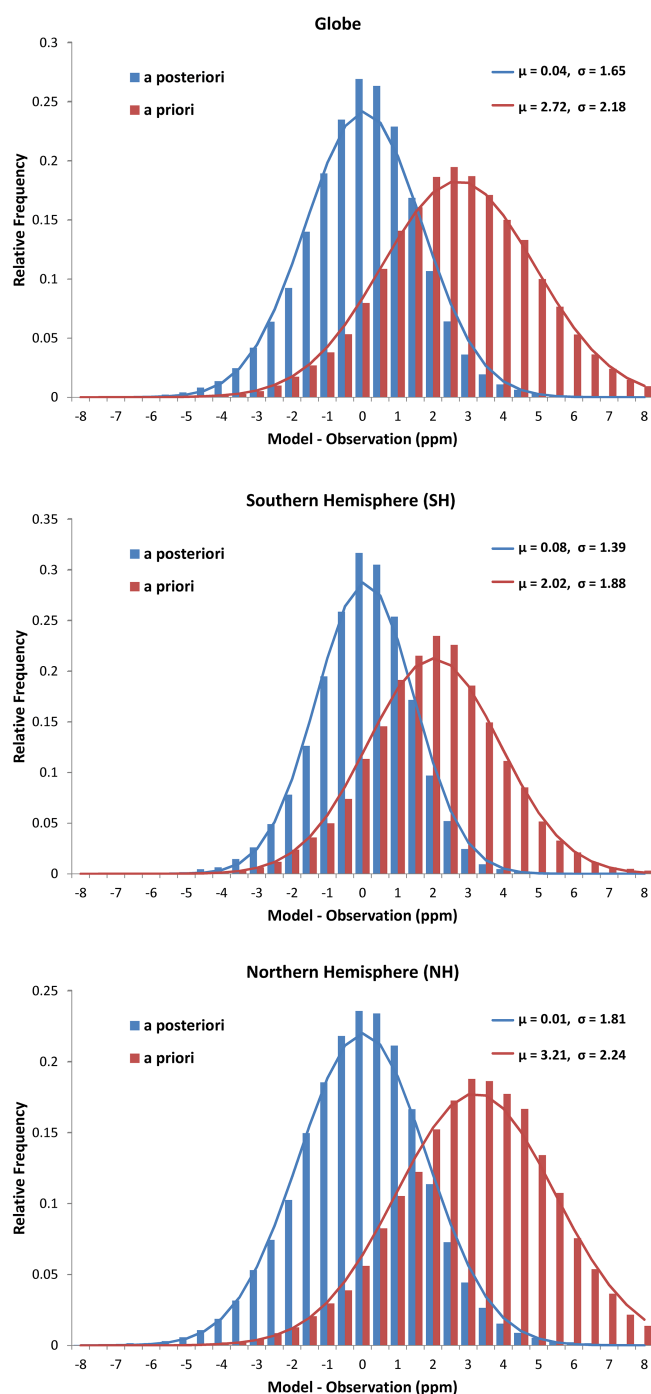 Globe
0.3
0.25
0.2
0.15
0.1
0.05
0
Relative Frequency
a posteriori
a priori
μ = 0.04, σ = 1.65
μ = 2.72, σ = 2.18
-8 -7 -6 -5 -4 -3 -2 -1 0 1 2 3 4 5 6 7 8
Model - Observation (ppm)
Southern Hemisphere (SH)
0.35
0.3
0.25
0.2
0.15
0.1
0.05
0
Relative Frequency
a posteriori
a priori
μ = 0.08, σ = 1.39
μ = 2.02, σ = 1.88
-8 -7 -6 -5 -4 -3 -2 -1 0 1 2 3 4 5 6 7 8
Model - Observation (ppm)
Northern Hemisphere (NH)
0.25
0.2
0.15
0.1
0.05
0
Relative Frequency
a posteriori
a priori
μ = 0.01, σ = 1.81
μ = 3.21, σ = 2.24
-8 -7 -6 -5 -4 -3 -2 -1 0 1 2 3 4 5 6 7 8
Model - Observation (ppm)